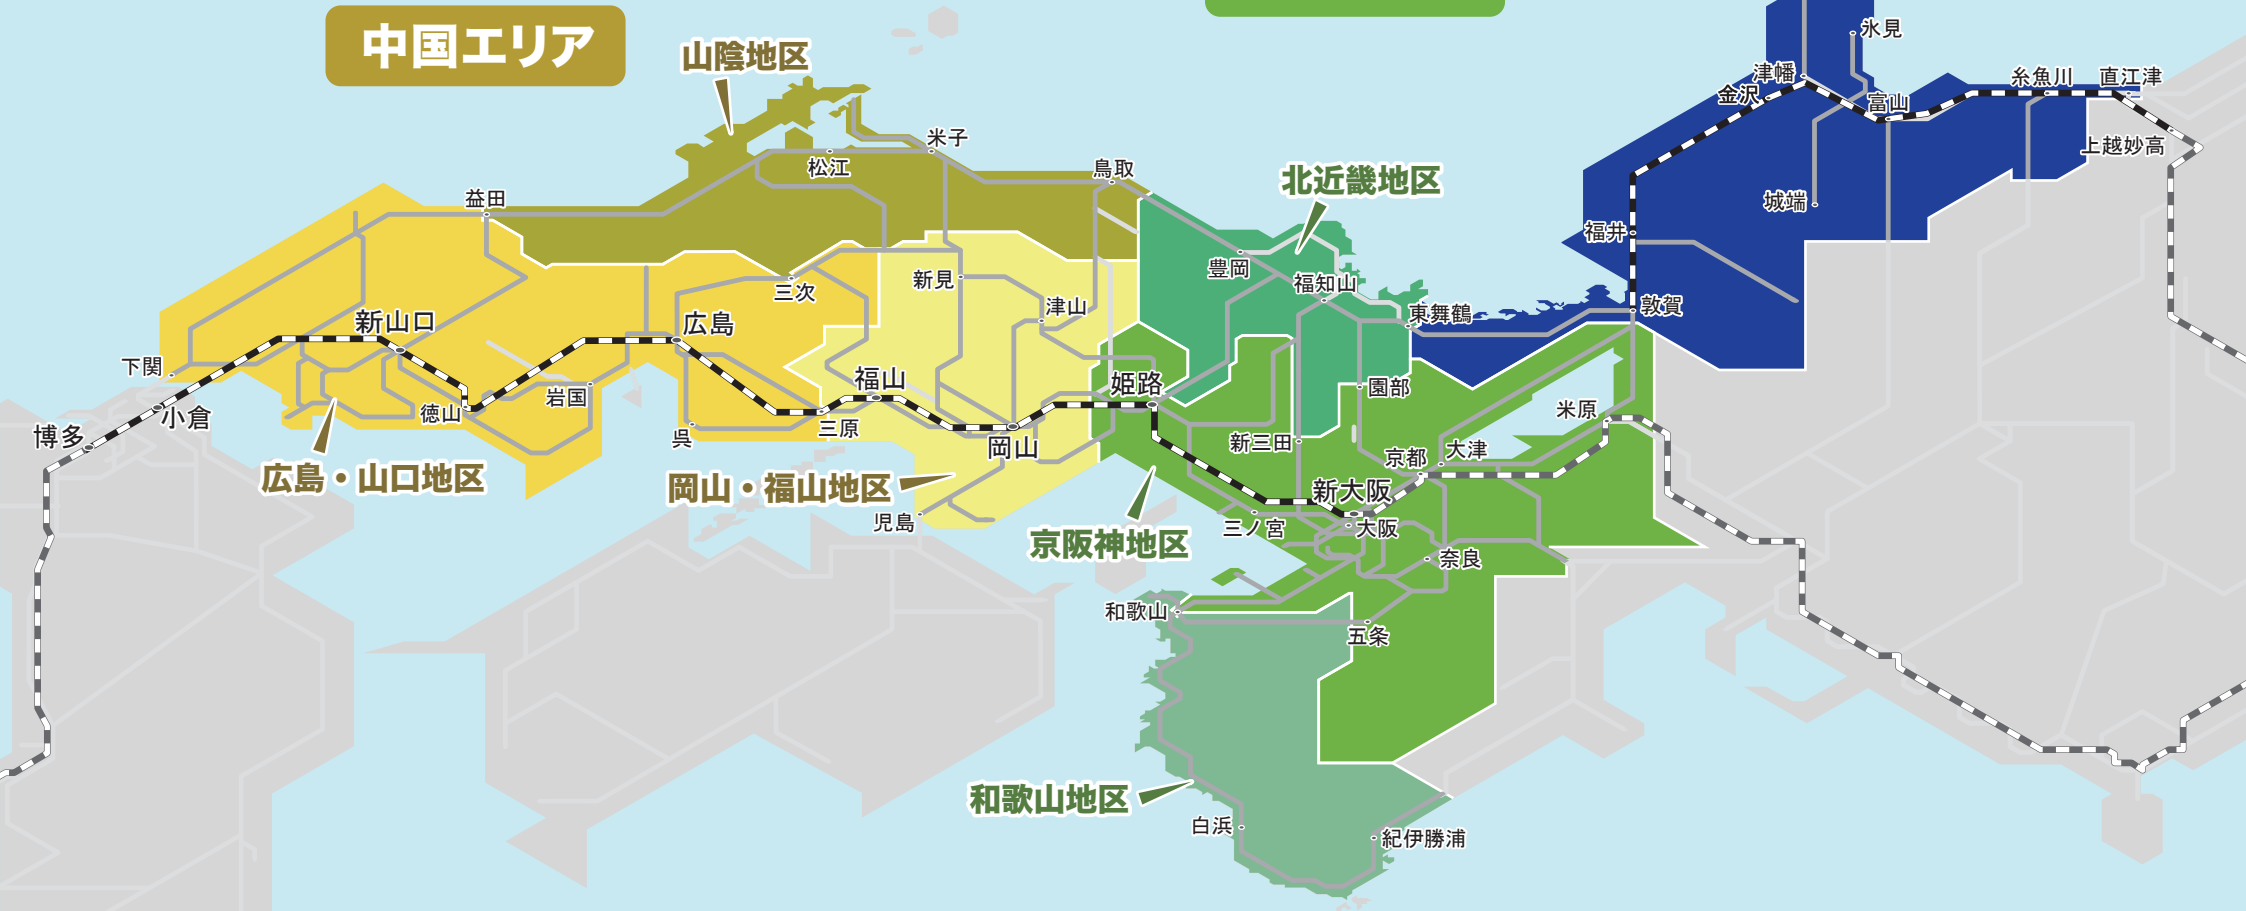 中国エリア
山陰地区
氷見
津幡
金沢
富山
糸魚川
直江津
上越妙高
米子
松江
鳥取
益田
北近畿地区
城端
福井
豊岡
福知山
新見
三次
津山
東舞鶴
敦賀
新山口
広島
下関
小倉
博多
徳山
岩国
呉
三原
福山
岡山
姫路
園部
米原
新三田
京都
大津
広島・山口地区
岡山・福山地区
児島
京阪神地区
三ノ宮
新大阪
大阪
奈良
和歌山
五条
和歌山地区
白浜
紀伊勝浦